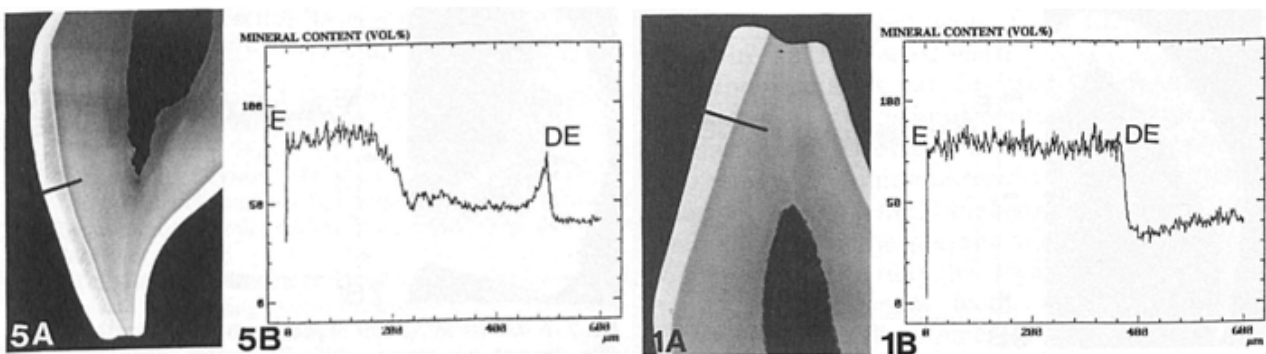 MINERAL CONTENT (VOL%)
100
E
DE
50
0
0 200 400 600
μm
5A
5B
MINERAL CONTENT (VOL%)
100
E
DE
50
0
0 200 400 600
μm
1A
1B